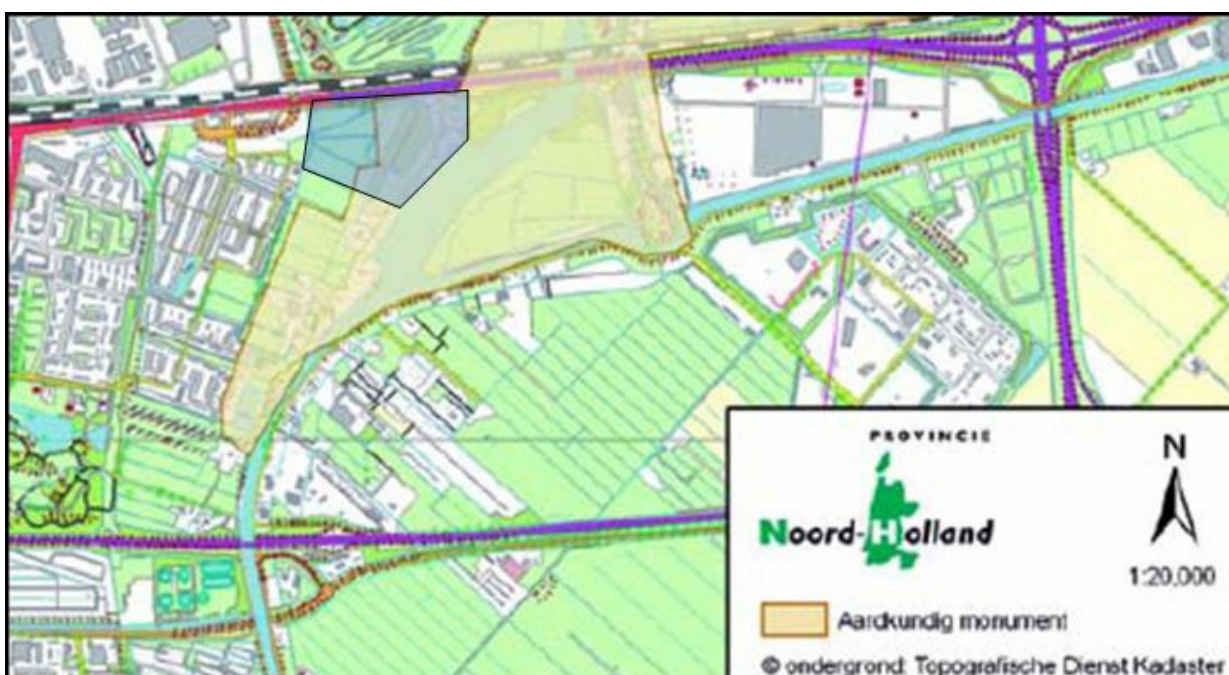 PROVINCIE
Noord-Holland
N
1:20.000
Aardkundig monument
© ondergrond: Topografische Dienst Kadaster